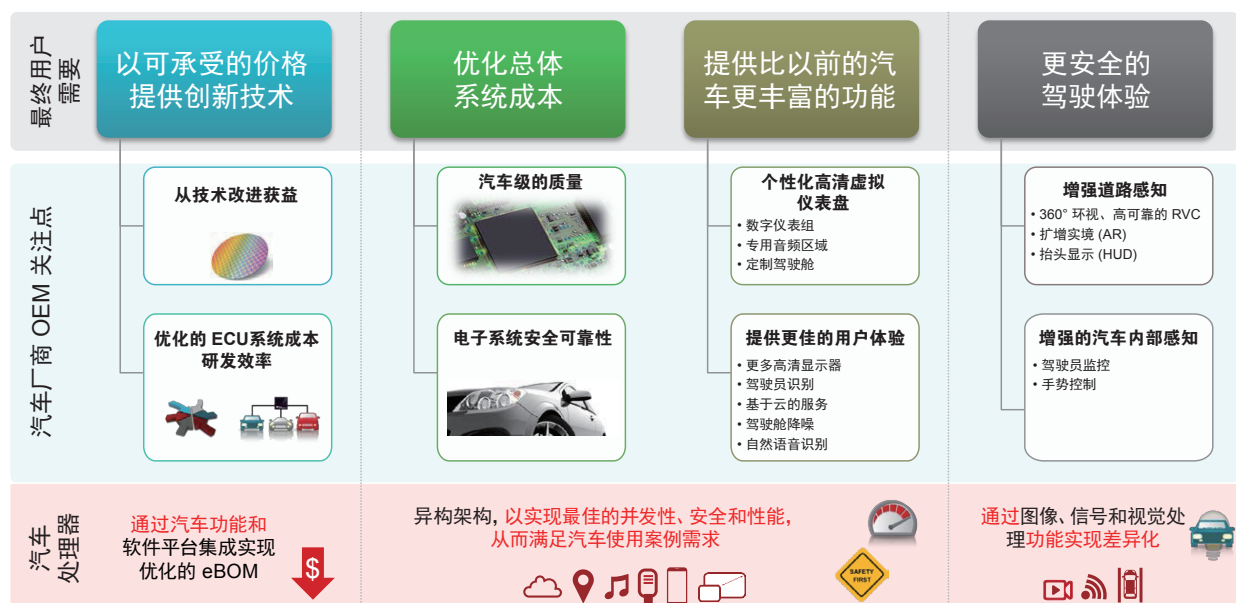 最终用户
需要
以可承受的价格
提供创新技术
优化总体
系统成本
提供比以前的汽
车更丰富的功能
更安全的
驾驶体验
汽车厂商 OEM 关注点
从技术改进获益
优化的 ECU系统成本
研发效率
汽车级的质量
电子系统安全可靠性
个性化高清虚拟
仪表盘
• 数字仪表组
• 专用音频区域
• 定制驾驶舱
提供更佳的用户体验
• 更多高清显示器
• 驾驶员识别
• 基于云的服务
• 驾驶舱降噪
• 自然语音识别
增强道路感知
• 360° 环视、高可靠的 RVC
• 扩增实境 (AR)
• 抬头显示 (HUD)
增强的汽车内部感知
• 驾驶员监控
• 手势控制
汽车
处理器
通过汽车功能和
软件平台集成实现
优化的 eBOM
$
异构架构，以实现最佳的并发性、安全和性能，
从而满足汽车使用案例需求
SAFETY
FIRST
通过图像、信号和视觉处
理功能实现差异化